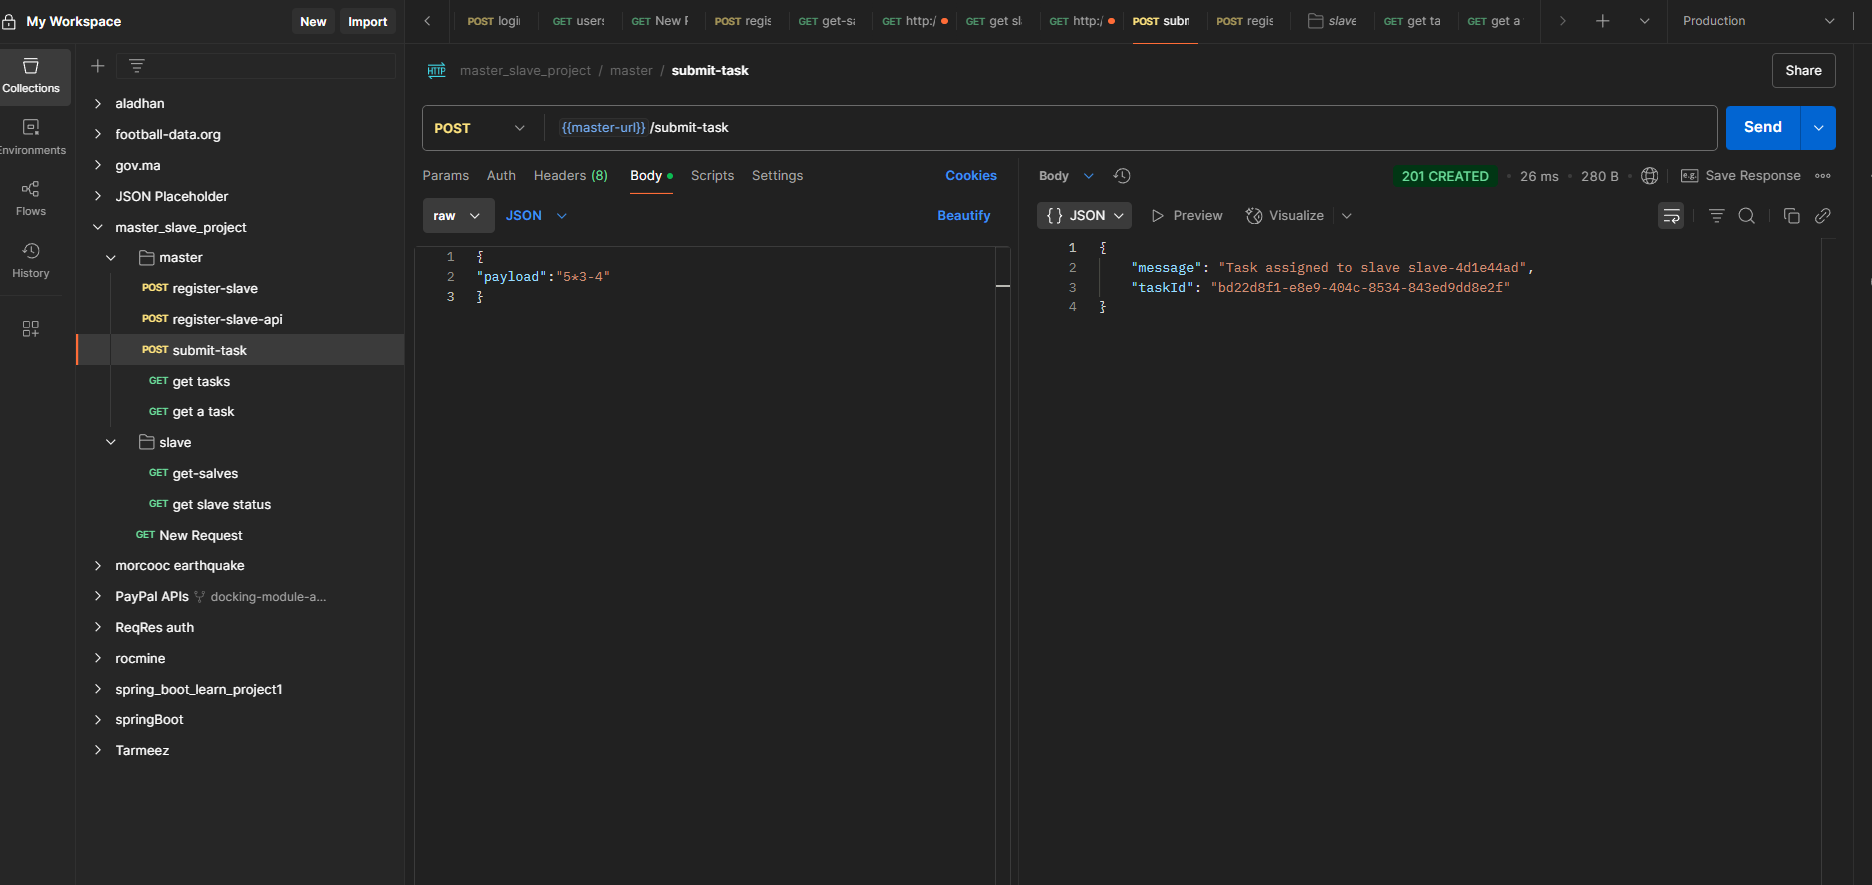 My Workspace
New
Import
POST logi
GET users
GET New F
POST regis
GET get-sa
GET http:/
GET get sl
GET http:/
POST subn
POST regis
slave
GET get ta
GET get a
Production
Collections
Environments
Flows
History
aladhan
football-data.org
gov.ma
JSON Placeholder
master_slave_project
master
POST register-slave
POST register-slave-api
POST submit-task
GET get tasks
GET get a task
slave
GET get-salves
GET get slave status
GET New Request
morcooc earthquake
PayPal APIs docking-module-a...
ReqRes auth
rocmine
spring_boot_learn_project1
springBoot
Tarmeez
HTTP master_slave_project / master / submit-task
Share
POST {{master-url}} /submit-task
Send
Params Auth Headers (8) Body Scripts Settings Cookies
raw JSON Beautify
1 {
2 "payload":"5*3-4"
3 }
Body 201 CREATED 26 ms 280 B e.g. Save Response
{} JSON Preview Visualize
1 {
2 "message": "Task assigned to slave slave-4d1e44ad",
3 "taskId": "bd22d8f1-e8e9-404c-8534-843ed9dd8e2f"
4 }